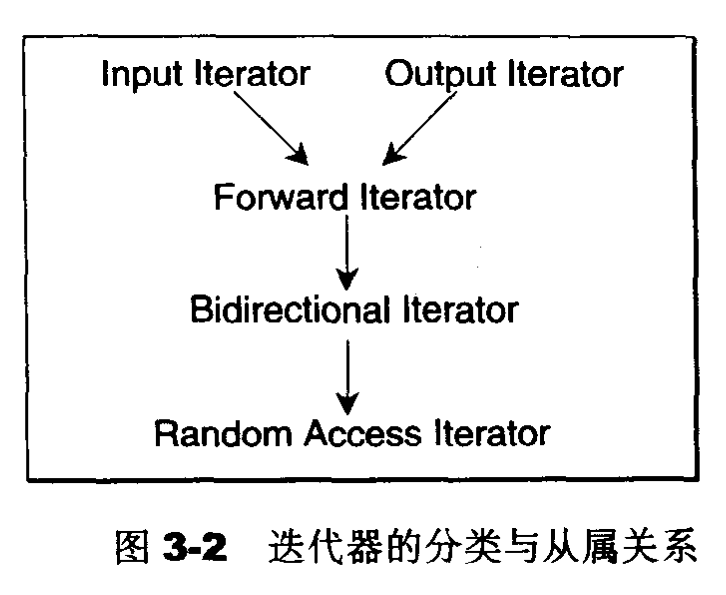 Input Iterator Output Iterator
Forward Iterator
Bidirectional Iterator
Random Access Iterator
图 3-2 迭代器的分类与从属关系